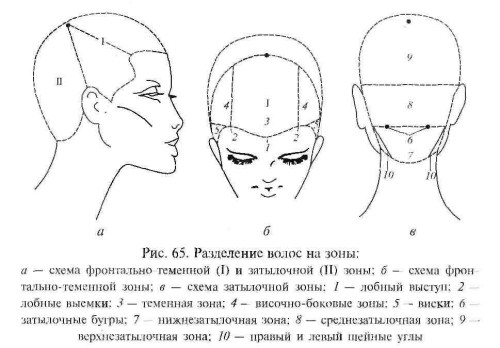 I
II
а
4
I
4
3
5
2
2
5
1
б
9
8
6
7
10
10
в
Рис. 65. Разделение волос на зоны:
а — схема фронтально-теменной (I) и затылочной (II) зоны; б — схема фрон-
тально-теменной зоны; в — схема затылочной зоны; 1 — лобный выступ; 2 —
лобные выемки; 3 — теменная зона; 4 — височно-боковые зоны; 5 — виски; 6 —
затылочные бугры; 7 — нижнезатылочная зона; 8 — среднезатылочная зона; 9 —
верхнезатылочная зона; 10 — правый и левый шейные углы